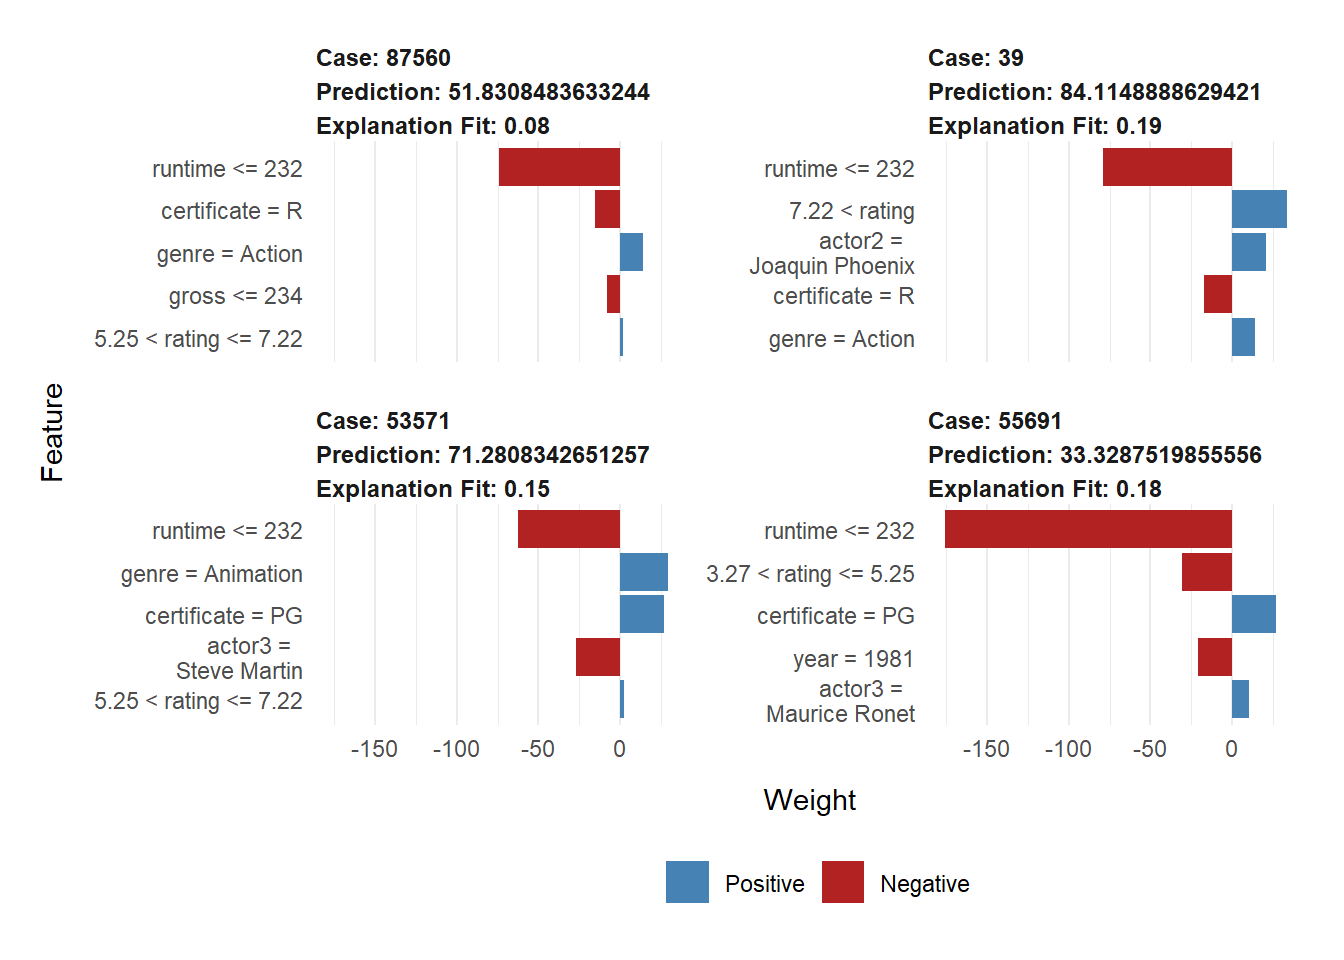 Case: 87560
Prediction: 51.8308483633244
Explanation Fit: 0.08
runtime <= 232
certificate = R
genre = Action
gross <= 234
5.25 < rating <= 7.22
Case: 39
Prediction: 84.1148888629421
Explanation Fit: 0.19
runtime <= 232
7.22 < rating
actor2 =
Joaquin Phoenix
certificate = R
genre = Action
Feature
Case: 53571
Prediction: 71.2808342651257
Explanation Fit: 0.15
runtime <= 232
genre = Animation
certificate = PG
actor3 =
Steve Martin
5.25 < rating <= 7.22
-150 -100 -50 0
Case: 55691
Prediction: 33.3287519855556
Explanation Fit: 0.18
runtime <= 232
3.27 < rating <= 5.25
certificate = PG
year = 1981
actor3 =
Maurice Ronet
-150 -100 -50 0
Weight
Positive Negative